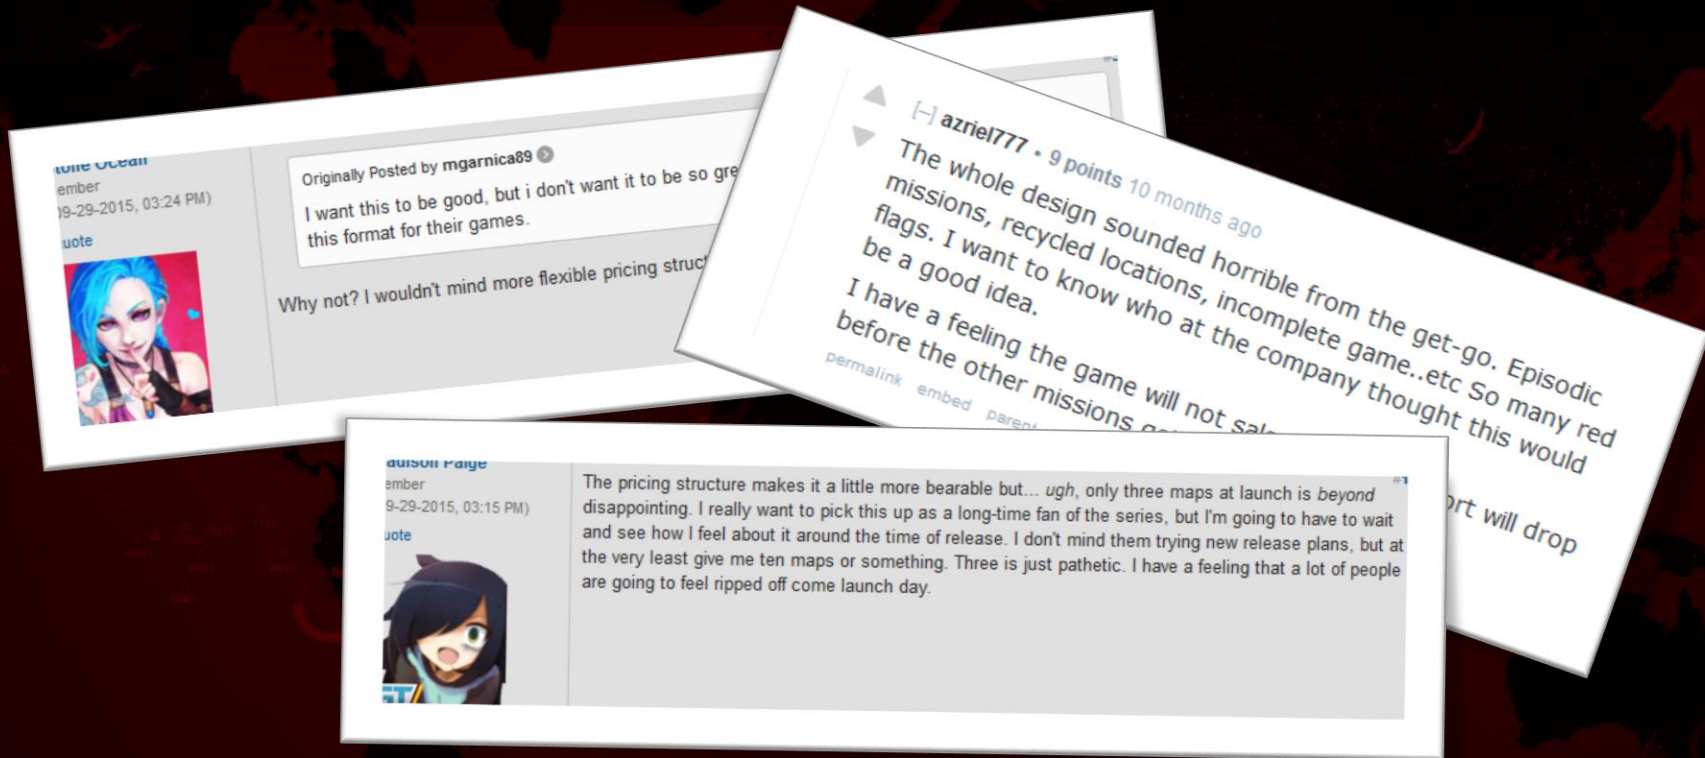 ember
09-29-2015, 03:24 PM)
uote
Originally Posted by mgarnica89
I want this to be good, but i don't want it to be so gre
this format for their games.
Why not? I wouldn't mind more flexible pricing struct
[–] azriel777 • 9 points 10 months ago
The whole design sounded horrible from the get-go. Episodic
missions, recycled locations, incomplete game..etc So many red
flags. I want to know who at the company thought this would
be a good idea.
I have a feeling the game will not sale
ort will drop
before the other missions
permalink embed parent
Paige
ember
9-29-2015, 03:15 PM)
uote
#1
The pricing structure makes it a little more bearable but... ugh, only three maps at launch is beyond
disappointing. I really want to pick this up as a long-time fan of the series, but I'm going to have to wait
and see how I feel about it around the time of release. I don't mind them trying new release plans, but at
the very least give me ten maps or something. Three is just pathetic. I have a feeling that a lot of people
are going to feel ripped off come launch day.